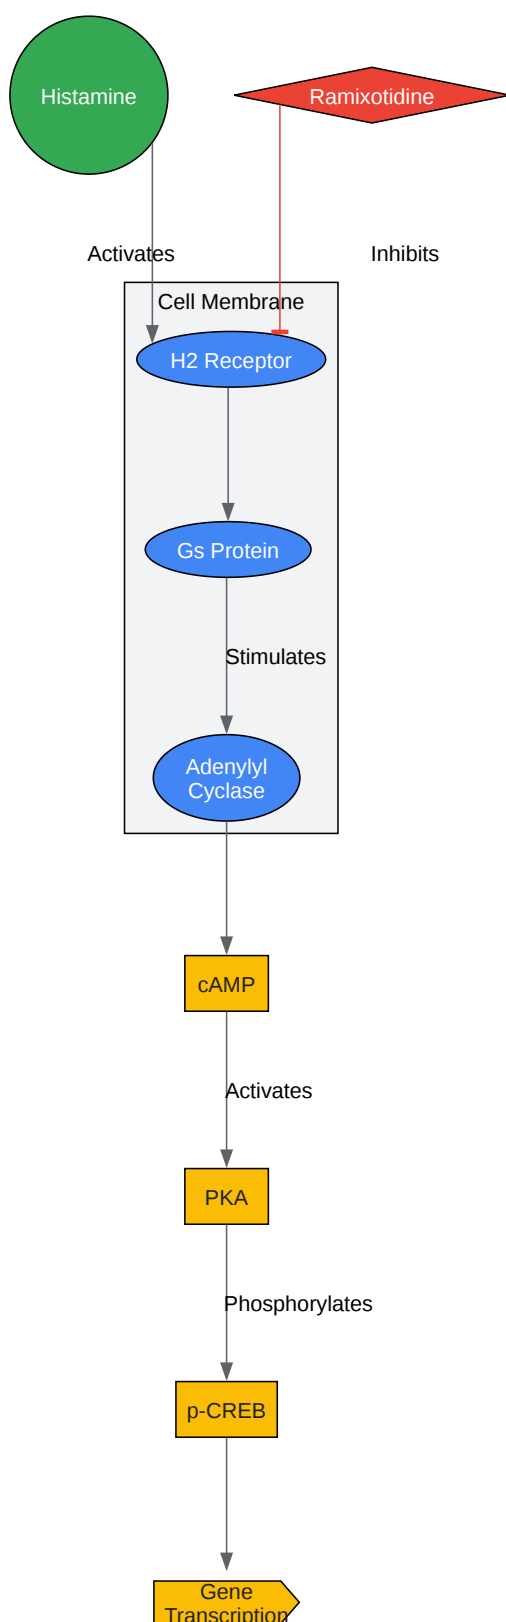 Histamine
Ramixotidine
Activates
Inhibits
Cell Membrane
H2 Receptor
Gs Protein
Stimulates
Adenylyl
Cyclase
cAMP
Activates
PKA
Phosphorylates
p-CREB
Gene
Transcription